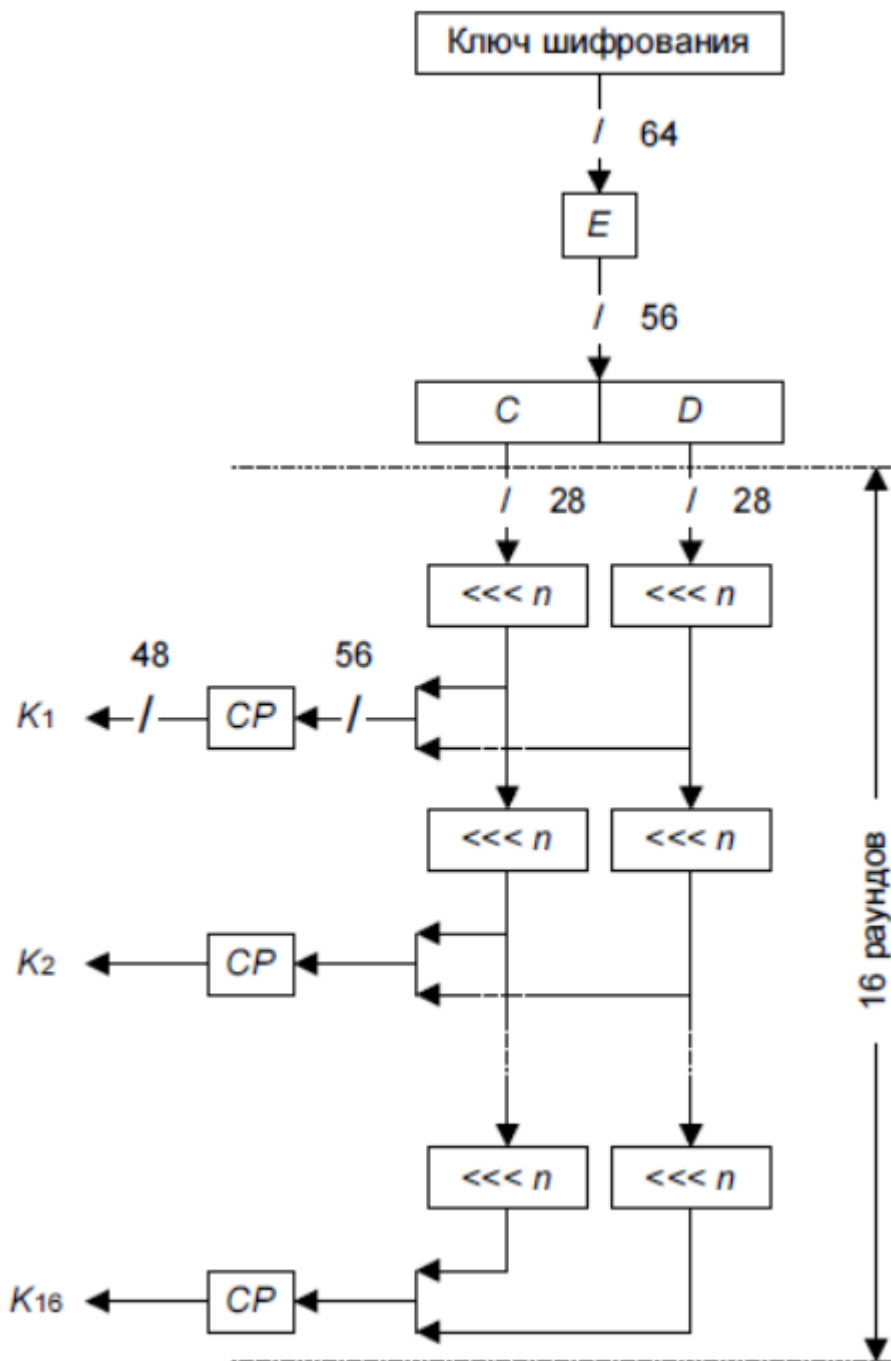 Ключ шифрования
/ 64
E
/ 56
C D
/ 28 / 28
<<< n <<< n
48 56
K1 / CP /
<<< n <<< n
K2 CP
16 раундов
<<< n <<< n
K16 CP